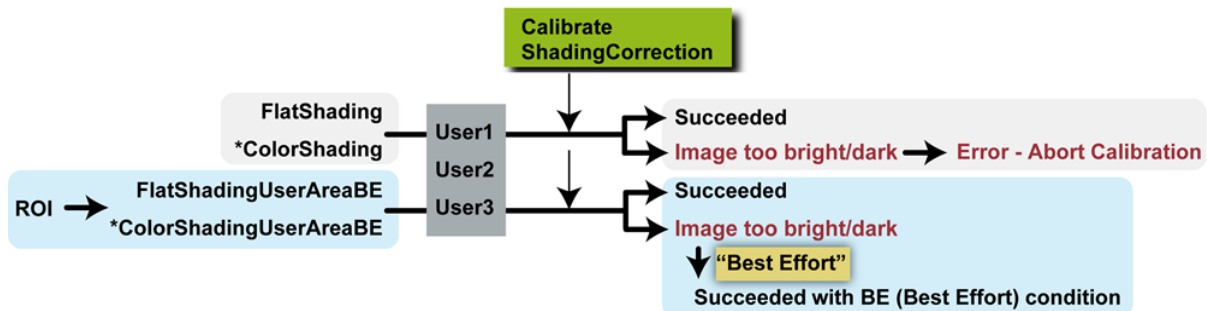 Calibrate
ShadingCorrection
FlatShading
*ColorShading
User1
User2
User3
Succeeded
Image too bright/dark
Error - Abort Calibration
ROI
FlatShadingUserAreaBE
*ColorShadingUserAreaBE
Succeeded
Image too bright/dark
“Best Effort”
Succeeded with BE (Best Effort) condition